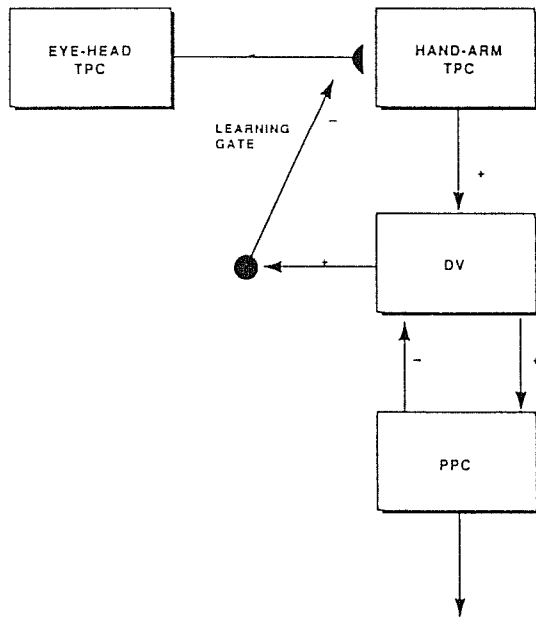 EYE-HEAD
TPC
HAND-ARM
TPC
LEARNING
GATE
–
+
+
DV
–
+
PPC